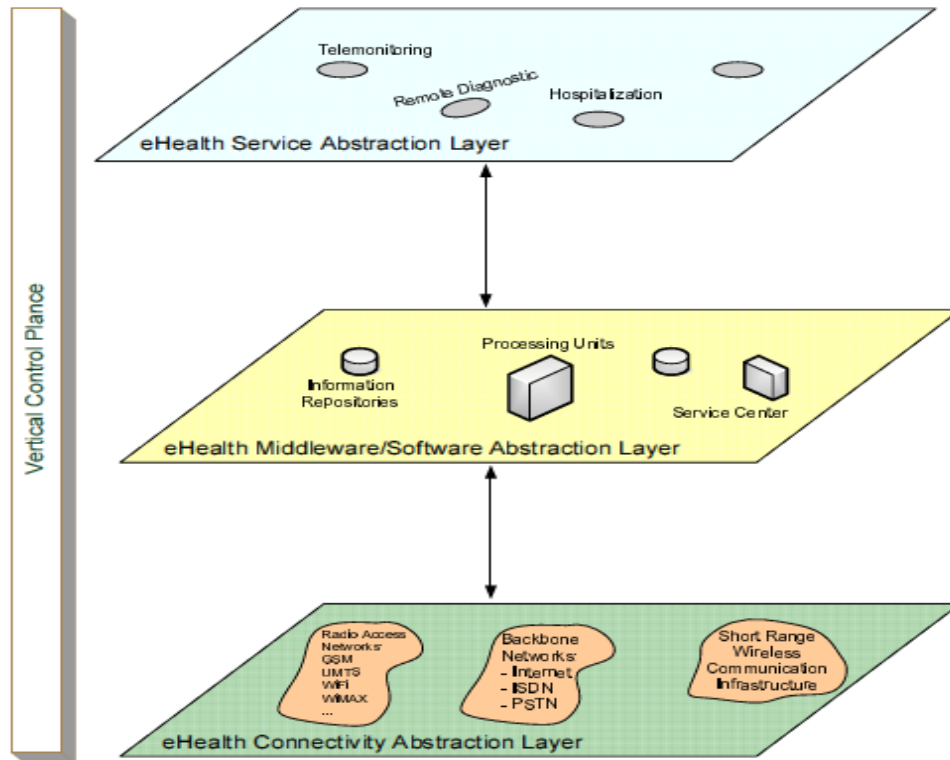 Vertical Control Plance
Telemonitoring
Remote Diagnostic
Hospitalization
eHealth Service Abstraction Layer
Processing Units
Information
Repositories
Service Center
eHealth Middleware/Software Abstraction Layer
Radio Access
Networks:
GSM
UMTS
WiFi
WiMAX
...
Backbone
Networks:
- Internet
- ISDN
- PSTN
Short Range
Wireless
Communication
Infrastructure
eHealth Connectivity Abstraction Layer